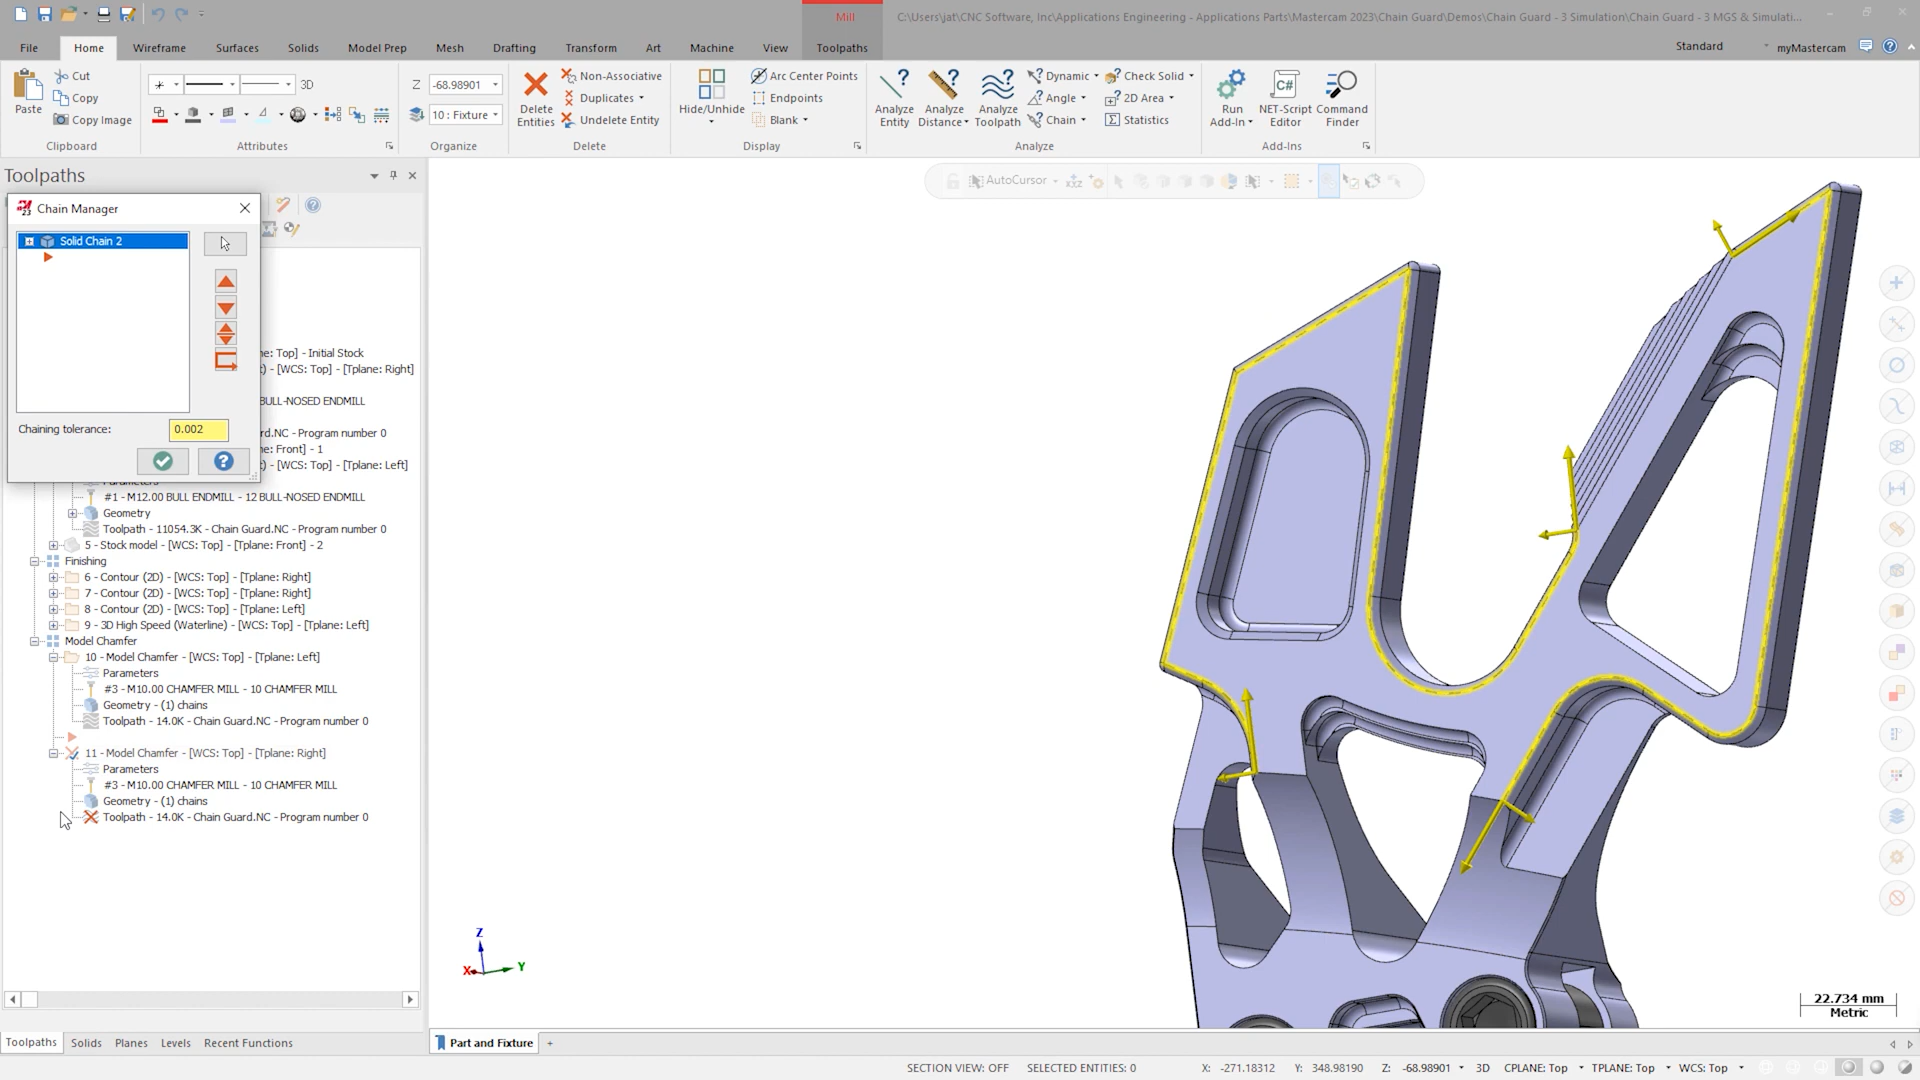 Mill
C:\Users\jat\CNC Software, Inc\Applications Engineering - Applications Parts\Mastercam 2023\Chain Guard\Demos\Chain Guard - 3 Simulation\Chain Guard - 3 MGS & Simulati...
File Home Wireframe Surfaces Solids Model Prep Mesh Drafting Transform Art Machine View Toolpaths
Standard myMastercam
Paste
Cut
Copy
Copy Image
Clipboard
3D
Attributes
Z -68.98901
10 : Fixture
Organize
Delete Entities
Non-Associative
Duplicates
Undelete Entity
Delete
Hide/Unhide
Arc Center Points
Endpoints
Blank
Display
Analyze Entity
Analyze Distance
Analyze Toolpath
Dynamic
Angle
Chain
Check Solid
2D Area
Statistics
Analyze
Run Add-In
C#
NET-Script Editor
Command Finder
Add-Ins
Toolpaths
AutoCursor
Chain Manager
Solid Chain 2
Chaining tolerance: 0.002
ne: Top] - Initial Stock
t) - [WCS: Top] - [Tplane: Right]
BULL-NOSED ENDMILL
rd.NC - Program number 0
ne: Front] - 1
t) - [WCS: Top] - [Tplane: Left]
Parameters
#1 - M12.00 BULL ENDMILL - 12 BULL-NOSED ENDMILL
Geometry
Toolpath - 11054.3K - Chain Guard.NC - Program number 0
5 - Stock model - [WCS: Top] - [Tplane: Front] - 2
Finishing
6 - Contour (2D) - [WCS: Top] - [Tplane: Right]
7 - Contour (2D) - [WCS: Top] - [Tplane: Right]
8 - Contour (2D) - [WCS: Top] - [Tplane: Left]
9 - 3D High Speed (Waterline) - [WCS: Top] - [Tplane: Left]
Model Chamfer
10 - Model Chamfer - [WCS: Top] - [Tplane: Left]
Parameters
#3 - M10.00 CHAMFER MILL - 10 CHAMFER MILL
Geometry - (1) chains
Toolpath - 14.0K - Chain Guard.NC - Program number 0
11 - Model Chamfer - [WCS: Top] - [Tplane: Right]
Parameters
#3 - M10.00 CHAMFER MILL - 10 CHAMFER MILL
Geometry - (1) chains
Toolpath - 14.0K - Chain Guard.NC - Program number 0
Z
X
Y
22.734 mm
Metric
Toolpaths Solids Planes Levels Recent Functions
Part and Fixture +
SECTION VIEW: OFF SELECTED ENTITIES: 0 X: -271.18312 Y: 348.98190 Z: -68.98901 3D CPLANE: Top TPLANE: Top WCS: Top